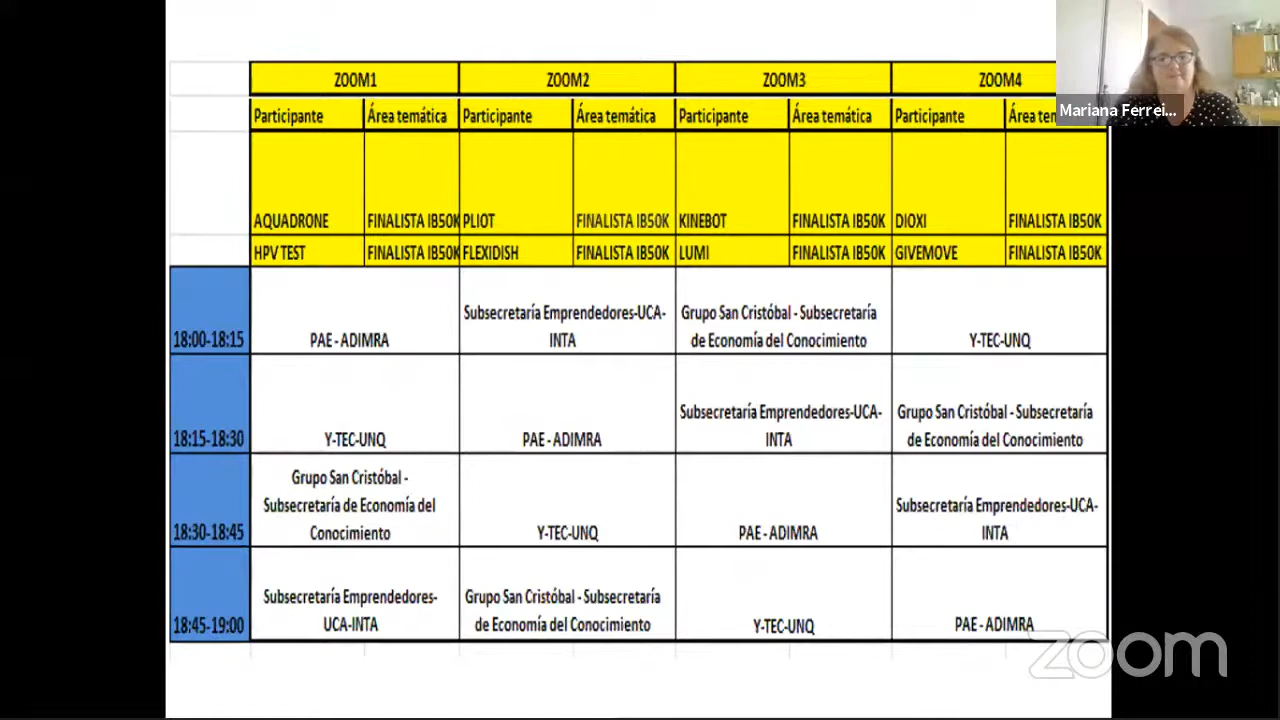 ZOOM1 ZOOM2 ZOOM3 ZOOM4
Mariana Ferrei...
Participante Área temática Participante Área temática Participante Área temática Participante Área
AQUADRONE FINALISTA IB50K PLIOT FINALISTA IB50K KINEBOT FINALISTA IB50K DIOXI FINALISTA IB50K
HPV TEST FINALISTA IB50K FLEXIDISH FINALISTA IB50K LUMI FINALISTA IB50K GIVEMOVE FINALISTA IB50K
18:00-18:15
PAE - ADIMRA
Subsecretaría Emprendedores-UCA-
INTA
Grupo San Cristóbal - Subsecretaría
de Economía del Conocimiento
Y-TEC-UNQ
18:15-18:30
Y-TEC-UNQ
PAE - ADIMRA
Subsecretaría Emprendedores-UCA-
INTA
Grupo San Cristóbal - Subsecretaría
de Economía del Conocimiento
18:30-18:45
Grupo San Cristóbal -
Subsecretaría de Economía del
Conocimiento
Y-TEC-UNQ
PAE - ADIMRA
Subsecretaría Emprendedores-UCA-
INTA
18:45-19:00
Subsecretaría Emprendedores-
UCA-INTA
Grupo San Cristóbal - Subsecretaría
de Economía del Conocimiento
Y-TEC-UNQ
PAE - ADIMRA
zoom